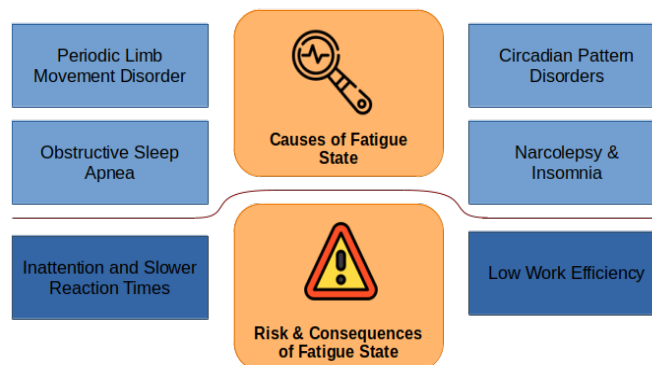 Periodic Limb
Movement Disorder
Obstructive Sleep
Apnea
Causes of Fatigue
State
Circadian Pattern
Disorders
Narcolepsy &
Insomnia
Inattention and Slower
Reaction Times
Risk & Consequences
of Fatigue State
Low Work Efficiency